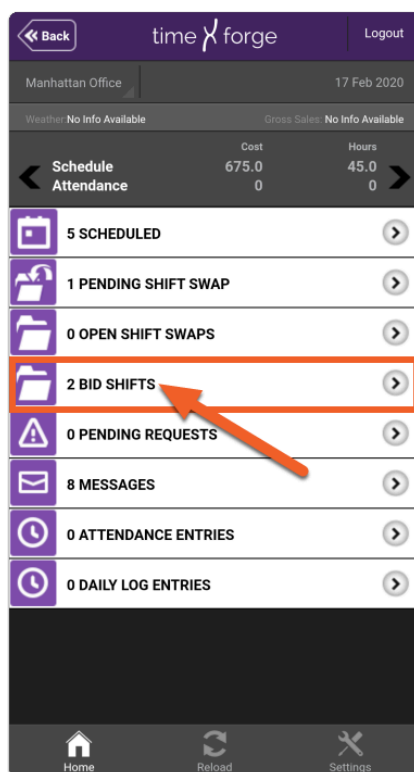 Back
time forge
Logout
Manhattan Office
17 Feb 2020
Weather:No Info Available
Gross Sales: No Info Available
Cost Hours
Schedule 675.0 45.0
Attendance 0 0
5 SCHEDULED
1 PENDING SHIFT SWAP
0 OPEN SHIFT SWAPS
2 BID SHIFTS
0 PENDING REQUESTS
8 MESSAGES
0 ATTENDANCE ENTRIES
0 DAILY LOG ENTRIES
Home Reload Settings